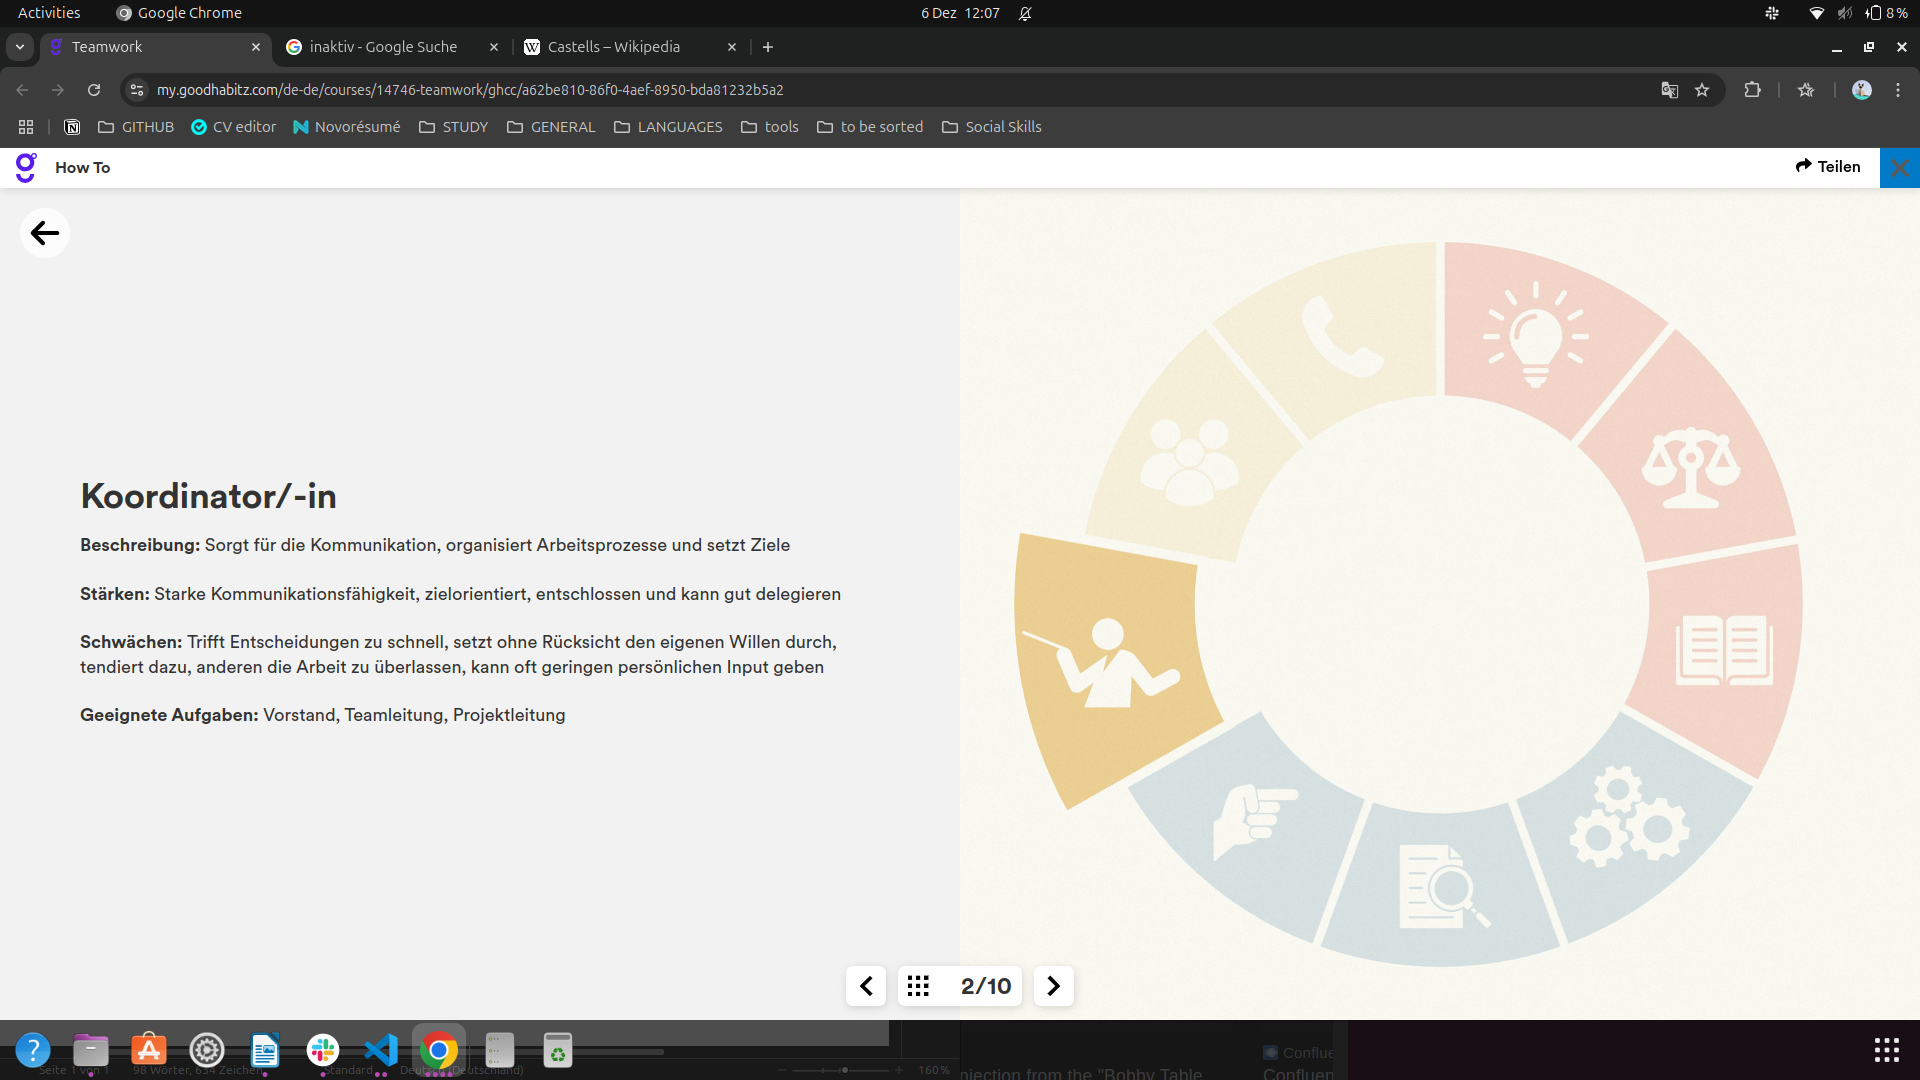 Activities
Google Chrome
6 Dez 12:07
8 %
Teamwork
inaktiv - Google Suche
Castells – Wikipedia
my.goodhabitz.com/de-de/courses/14746-teamwork/ghcc/a62be810-86f0-4aef-8950-bda81232b5a2
GITHUB
CV editor
Novorésumé
STUDY
GENERAL
LANGUAGES
tools
to be sorted
Social Skills
How To
Teilen
Koordinator/-in
Beschreibung: Sorgt für die Kommunikation, organisiert Arbeitsprozesse und setzt Ziele
Stärken: Starke Kommunikationsfähigkeit, zielorientiert, entschlossen und kann gut delegieren
Schwächen: Trifft Entscheidungen zu schnell, setzt ohne Rücksicht den eigenen Willen durch,
tendiert dazu, anderen die Arbeit zu überlassen, kann oft geringen persönlichen Input geben
Geeignete Aufgaben: Vorstand, Teamleitung, Projektleitung
2/10
Seite 1 von 1
98 Wörter, 634 Zeichen
Standard
Deutsch (Deutschland)
160 %
njection from the "Bobby Table
Conflue
Confluen